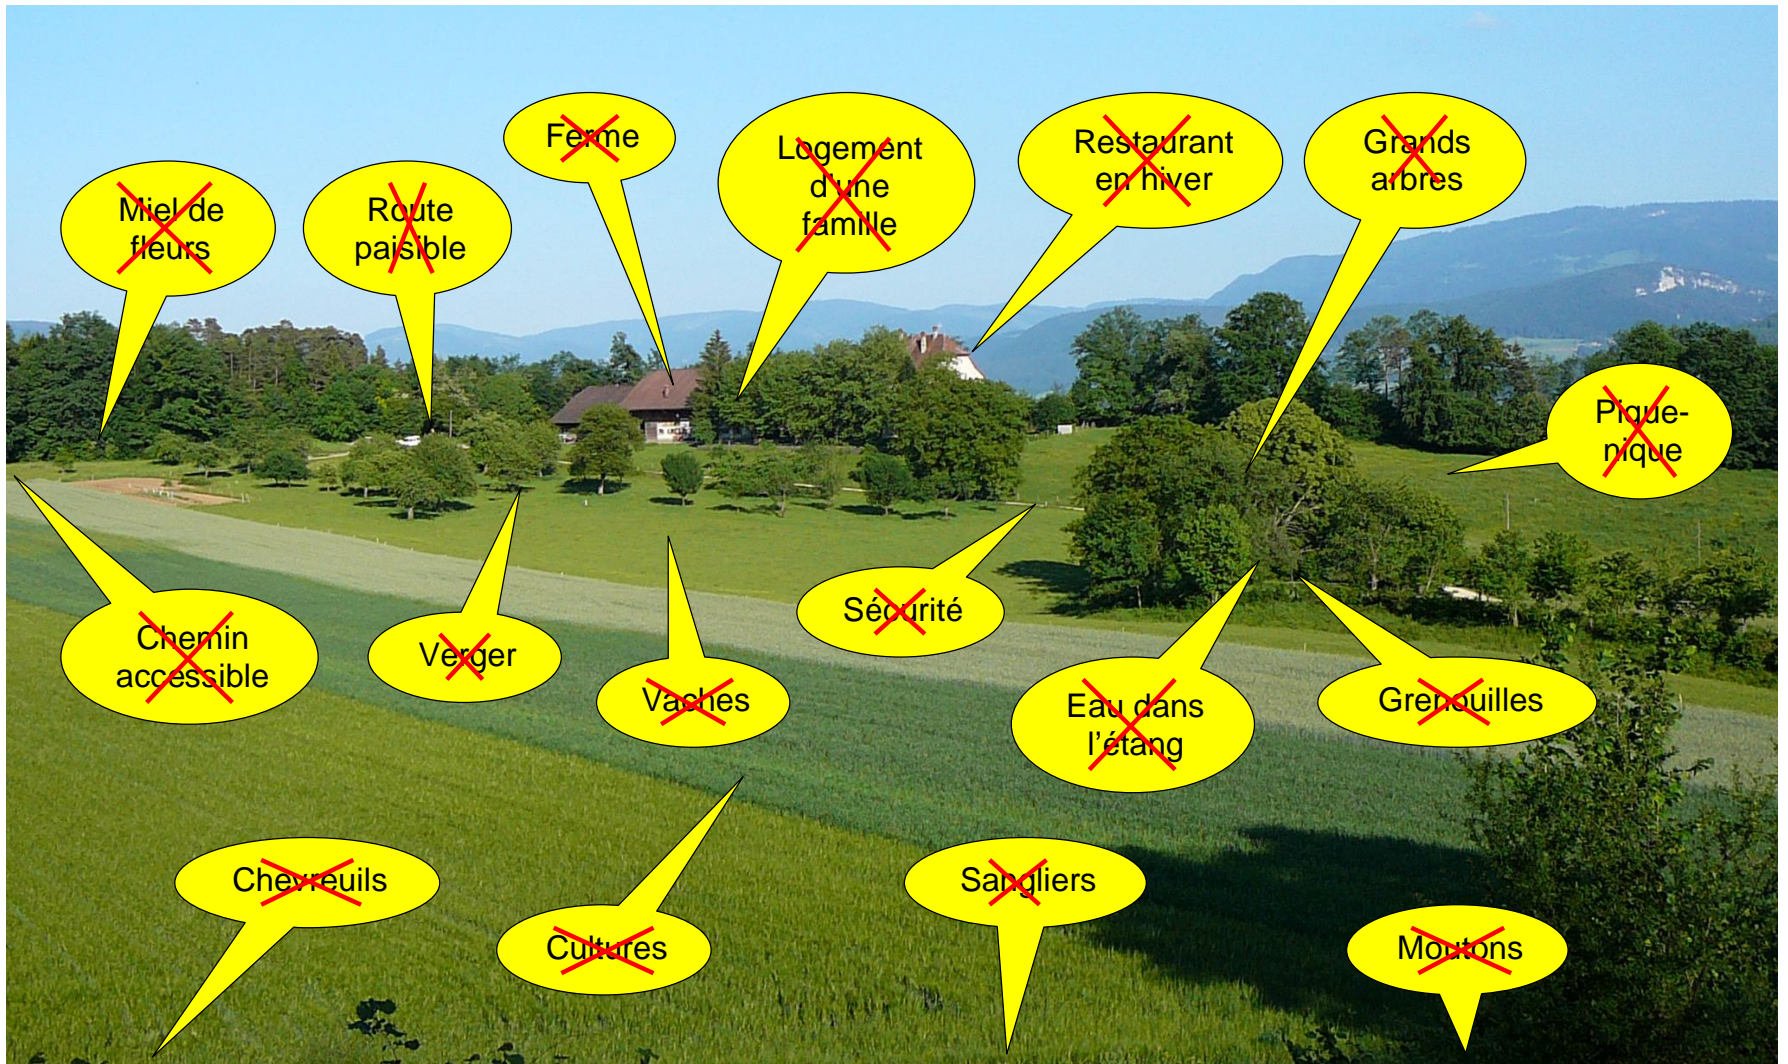 Ferme
Logement
d'une
famille
Restaurant
en hiver
Grands
arbres
Miel de
fleurs
Route
paisible
Pique-
nique
Chemin
accessible
Verger
Vaches
Sécurité
Eau dans
l'étang
Grenouilles
Chevreuils
Cultures
Sangliers
Moutons